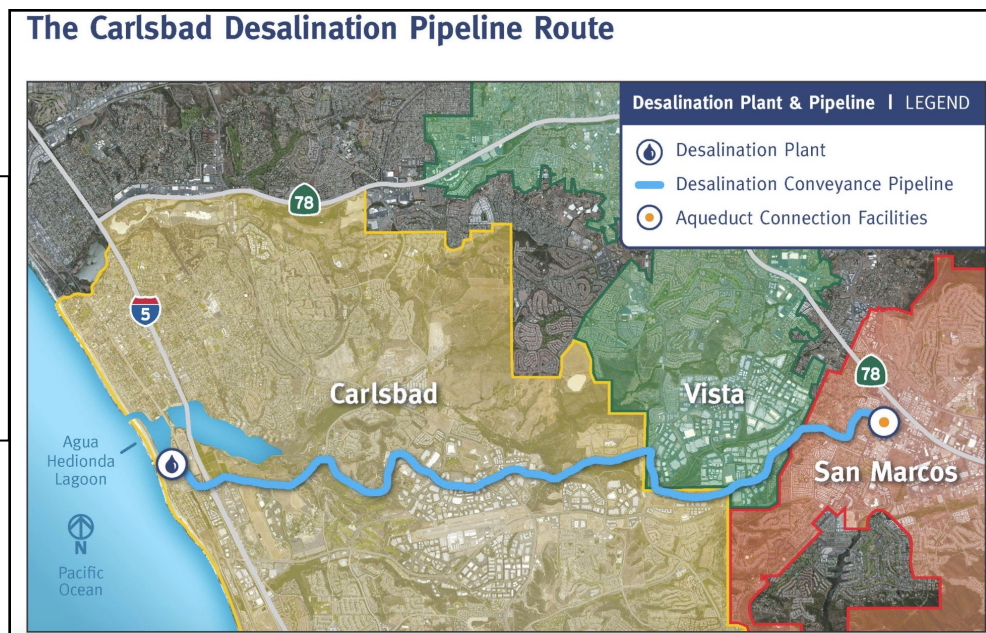 The Carlsbad Desalination Pipeline Route
Desalination Plant & Pipeline | LEGEND
Desalination Plant
Desalination Conveyance Pipeline
Aqueduct Connection Facilities
78
5
78
Carlsbad
Vista
San Marcos
Agua
Hedionda
Lagoon
N
Pacific
Ocean